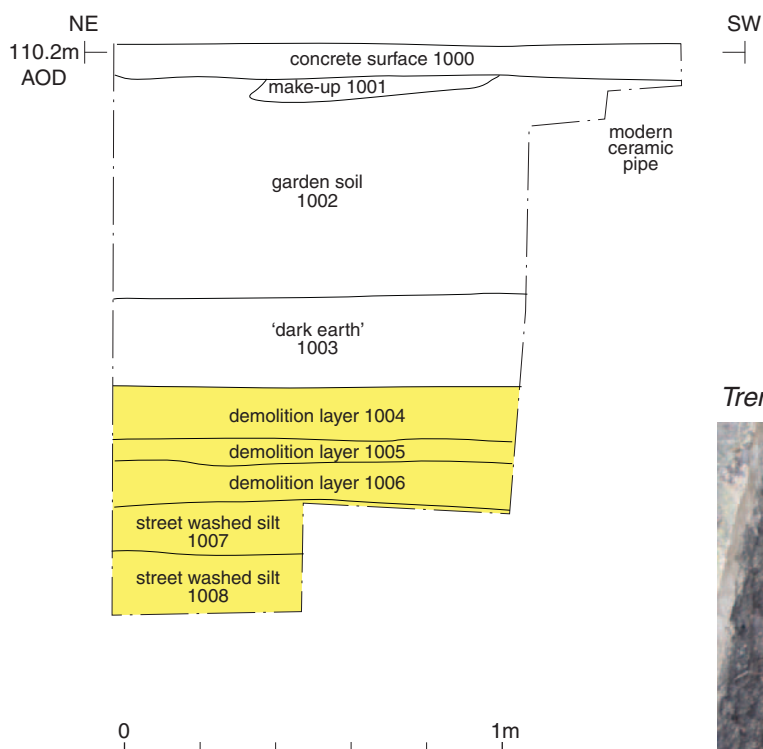 NE
SW
110.2m
AOD
concrete surface 1000
make-up 1001
modern
ceramic
pipe
garden soil
1002
'dark earth'
1003
demolition layer 1004
demolition layer 1005
demolition layer 1006
street washed silt
1007
street washed silt
1008
0
1m